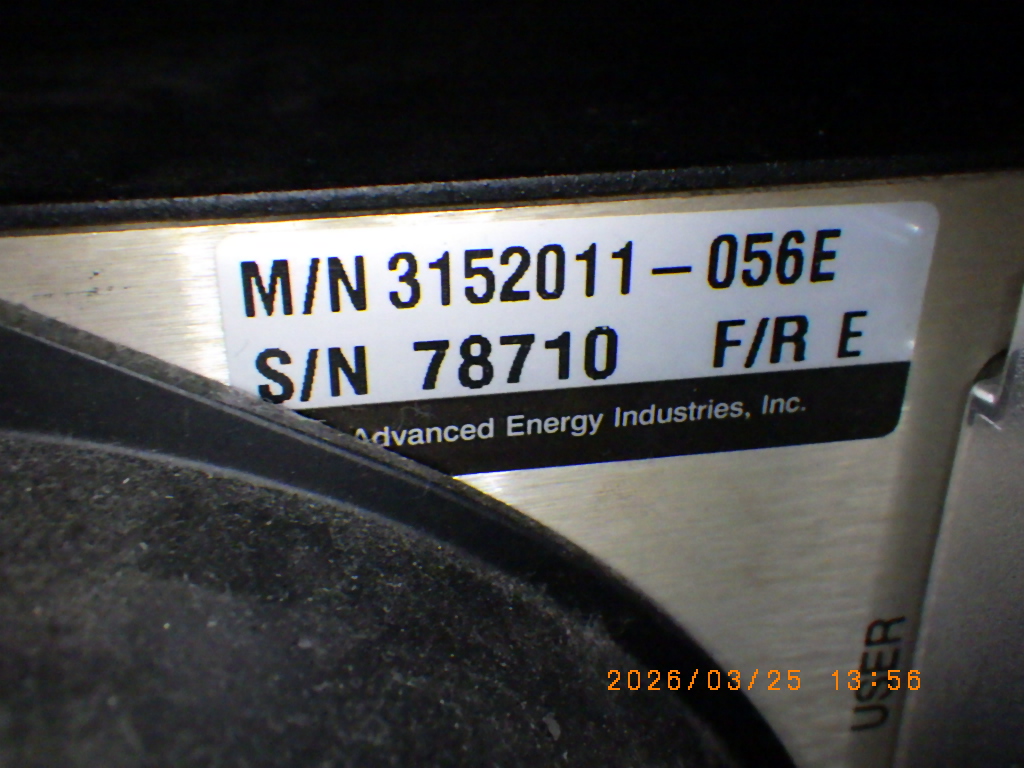 M/N 3152011-056E
S/N 78710 F/R E
Advanced Energy Industries, Inc.
USER
2026/03/25 13:56